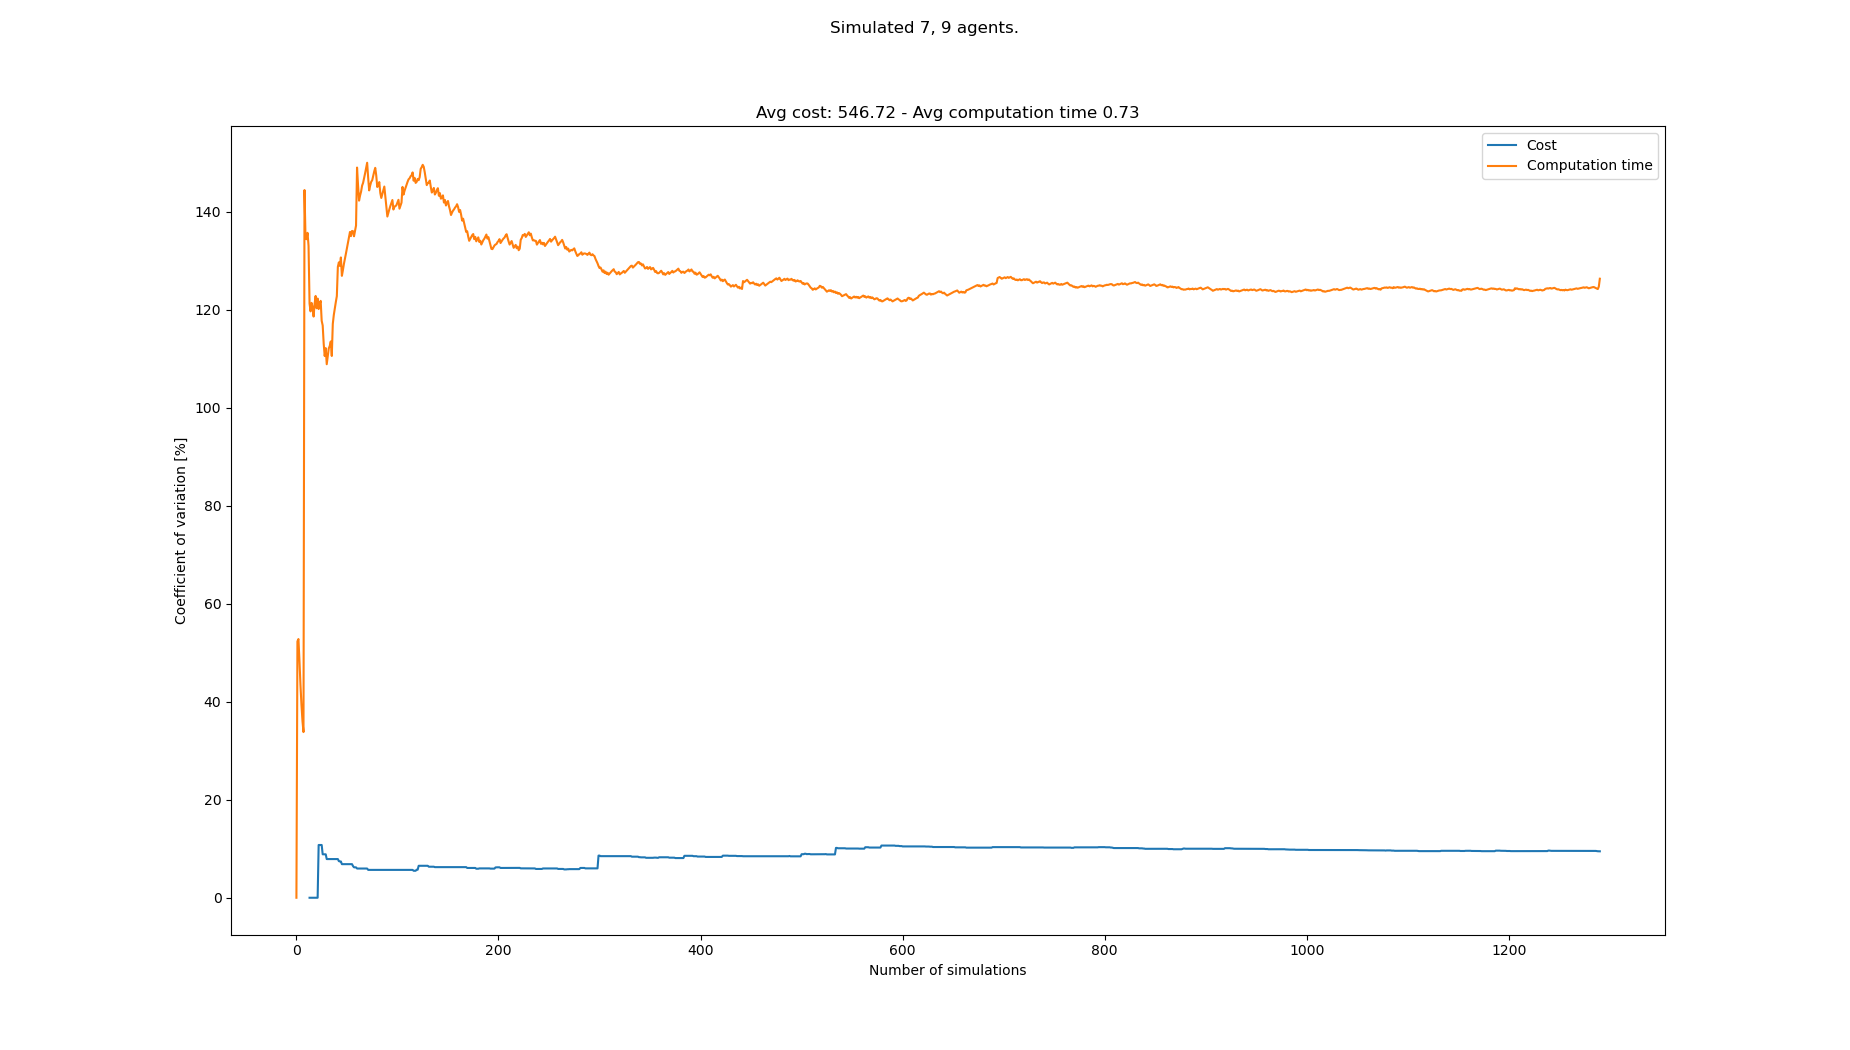 Simulated 7, 9 agents.
Avg cost: 546.72 - Avg computation time 0.73
Cost
Computation time
140
120
100
80
60
40
20
0
Coefficient of variation [%]
0 200 400 600 800 1000 1200
Number of simulations